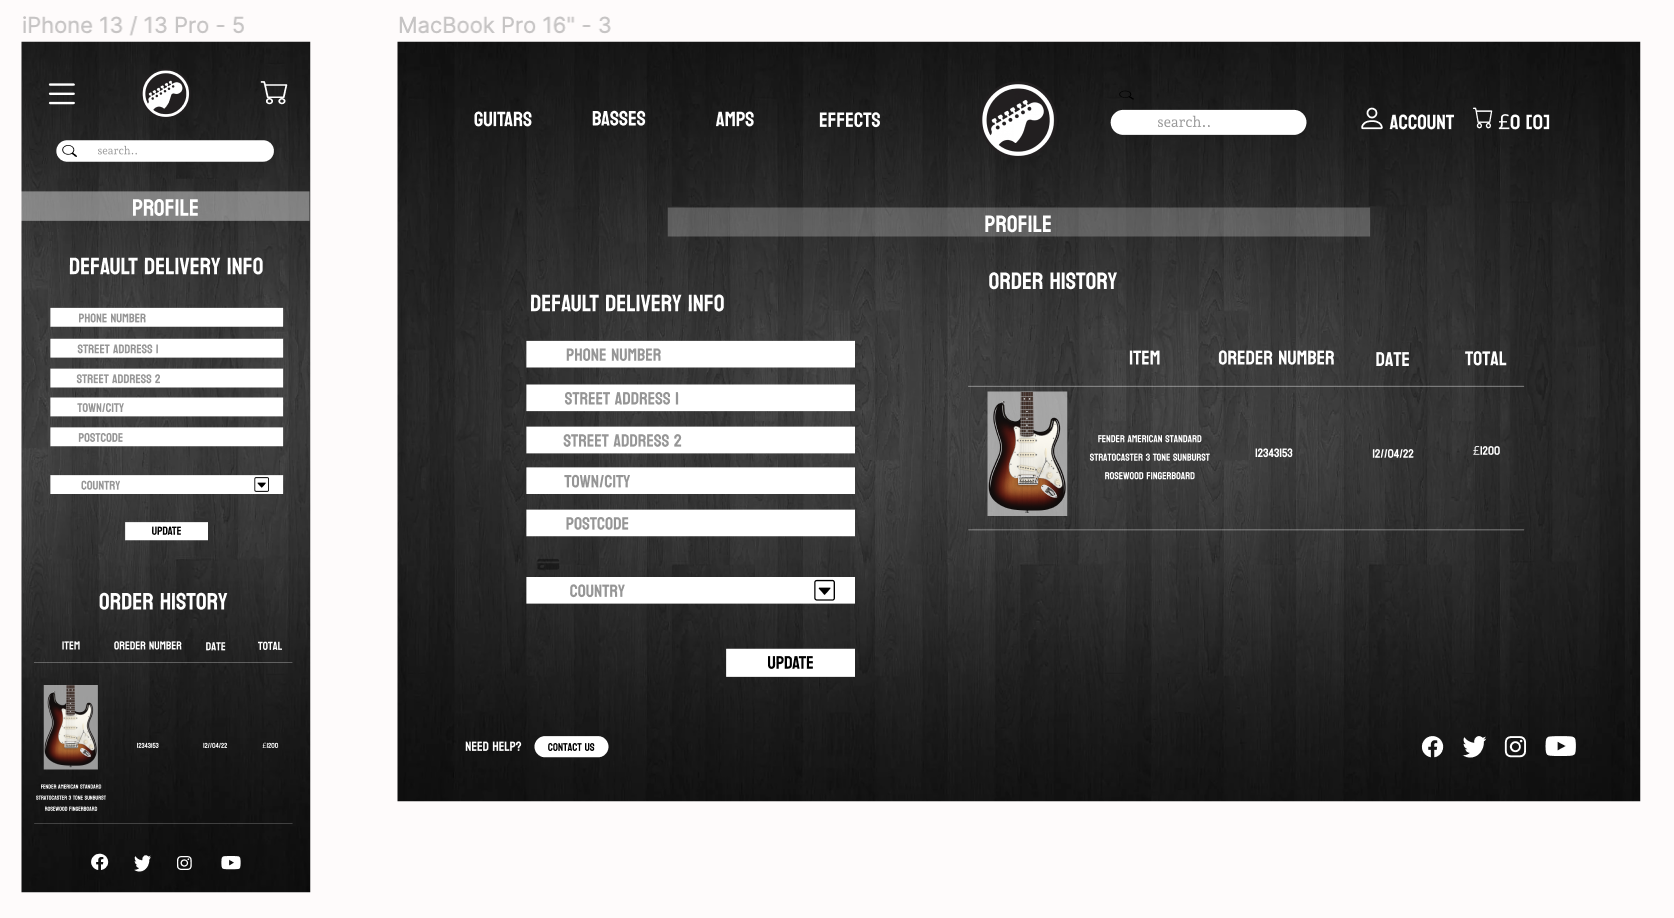 iPhone 13 / 13 Pro - 5
search..
PROFILE
DEFAULT DELIVERY INFO
PHONE NUMBER
STREET ADDRESS 1
STREET ADDRESS 2
TOWN/CITY
POSTCODE
COUNTRY
UPDATE
ORDER HISTORY
ITEM OREDER NUMBER DATE TOTAL
12343153 12//04/22 £1200
FENDER AMERICAN STANDARD
STRATOCASTER 3 TONE SUNBURST
ROSEWOOD FINGERBOARD
MacBook Pro 16" - 3
GUITARS BASSES AMPS EFFECTS search.. ACCOUNT £0 [0]
PROFILE
DEFAULT DELIVERY INFO
PHONE NUMBER
STREET ADDRESS 1
STREET ADDRESS 2
TOWN/CITY
POSTCODE
COUNTRY
UPDATE
ORDER HISTORY
ITEM OREDER NUMBER DATE TOTAL
FENDER AMERICAN STANDARD
STRATOCASTER 3 TONE SUNBURST
ROSEWOOD FINGERBOARD
12343153 12//04/22 £1200
NEED HELP? CONTACT US